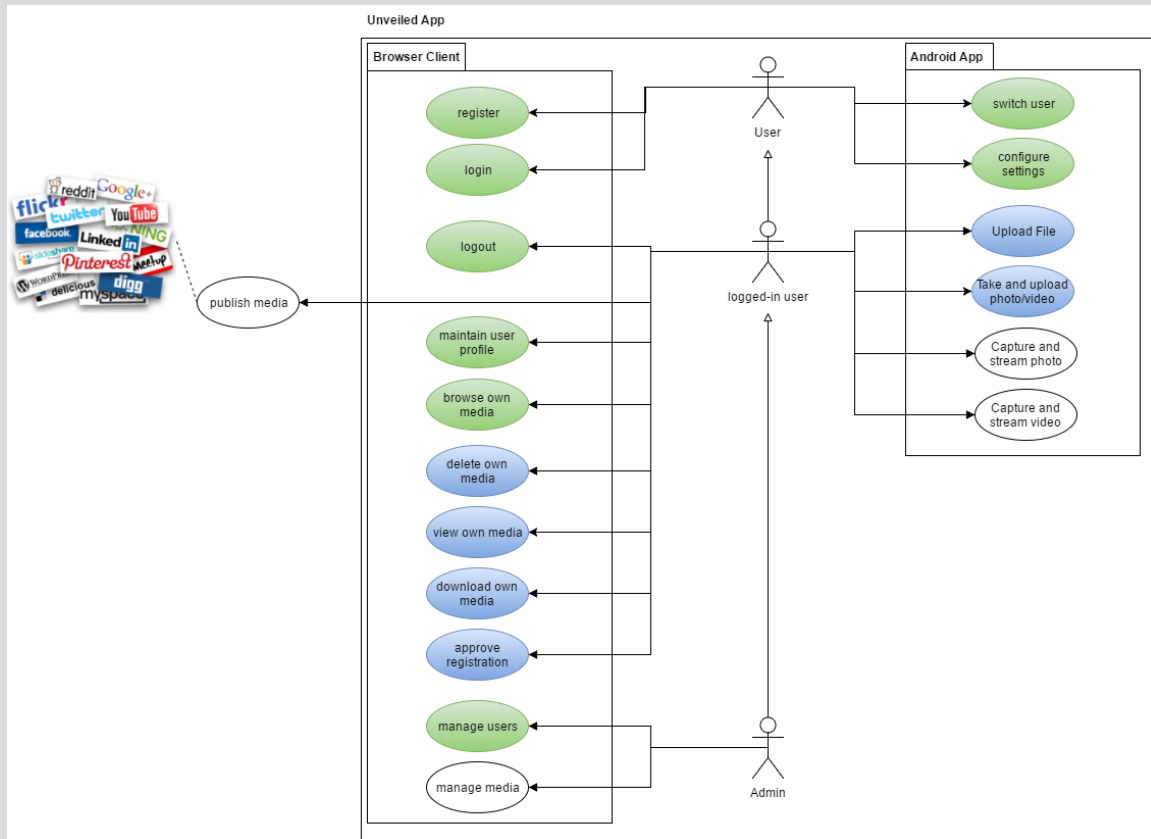 Unveiled App
Browser Client
Android App
register
User
switch user
login
configure
settings
reddit
Google+
flickr
twitter
YouTube
facebook
Linked in
NING
slideshare
Pinterest
Meetup
WORDPR
digg
delicious
myspace
logout
logged-in user
Upload File
publish media
Take and upload
photo/video
maintain user
profile
Capture and
stream photo
browse own
media
Capture and
stream video
delete own
media
view own media
download own
media
approve
registration
manage users
manage media
Admin